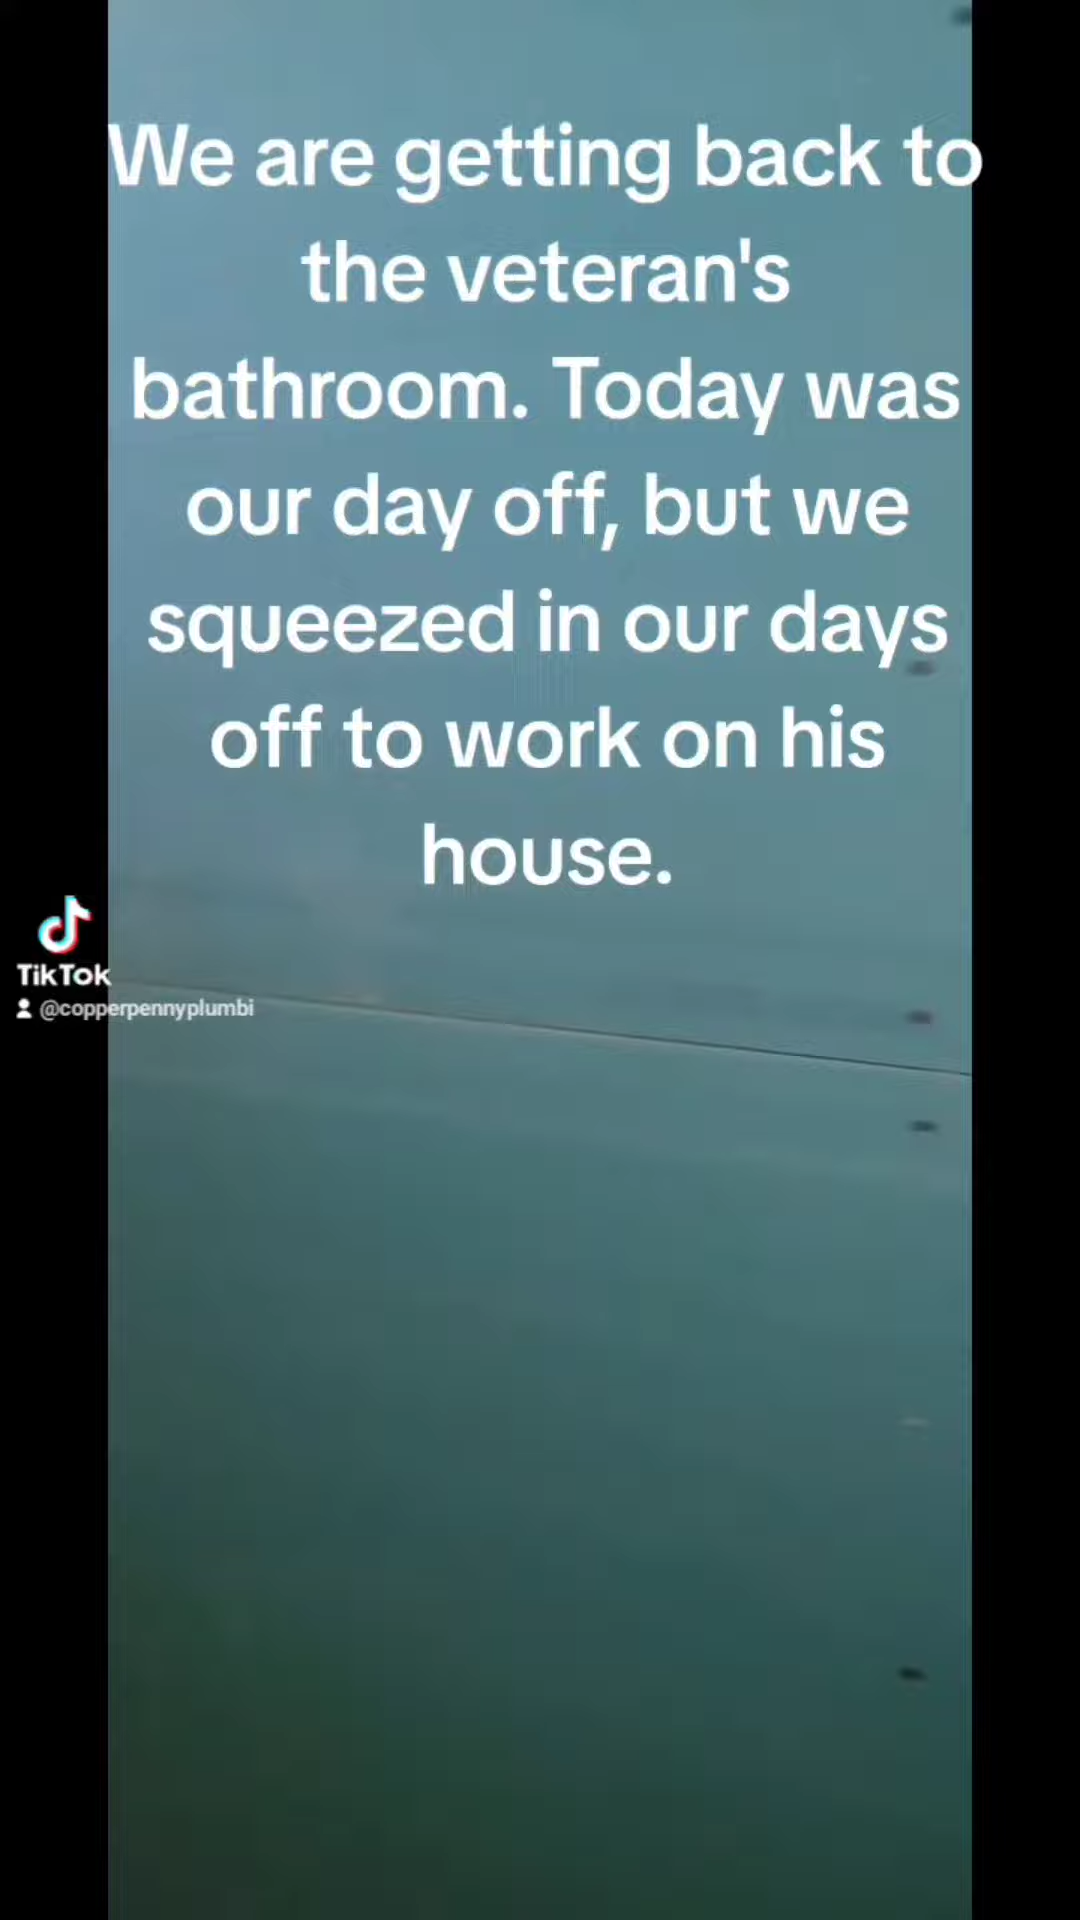 We are getting back to
the veteran's
bathroom. Today was
our day off, but we
squeezed in our days
off to work on his
house.
TikTok
@copperpennyplumbi